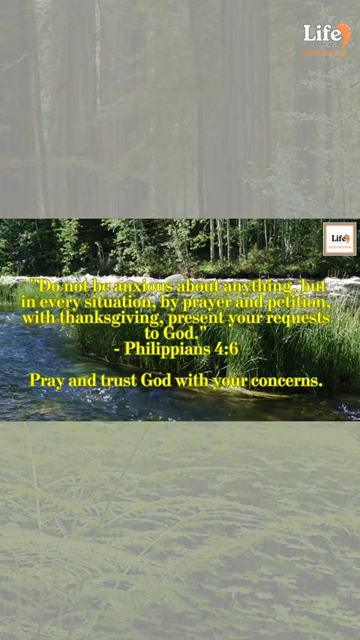 Life
Life
"Do not be anxious about anything, but
in every situation, by prayer and petition,
with thanksgiving, present your requests
to God."
- Philippians 4:6
Pray and trust God with your concerns.